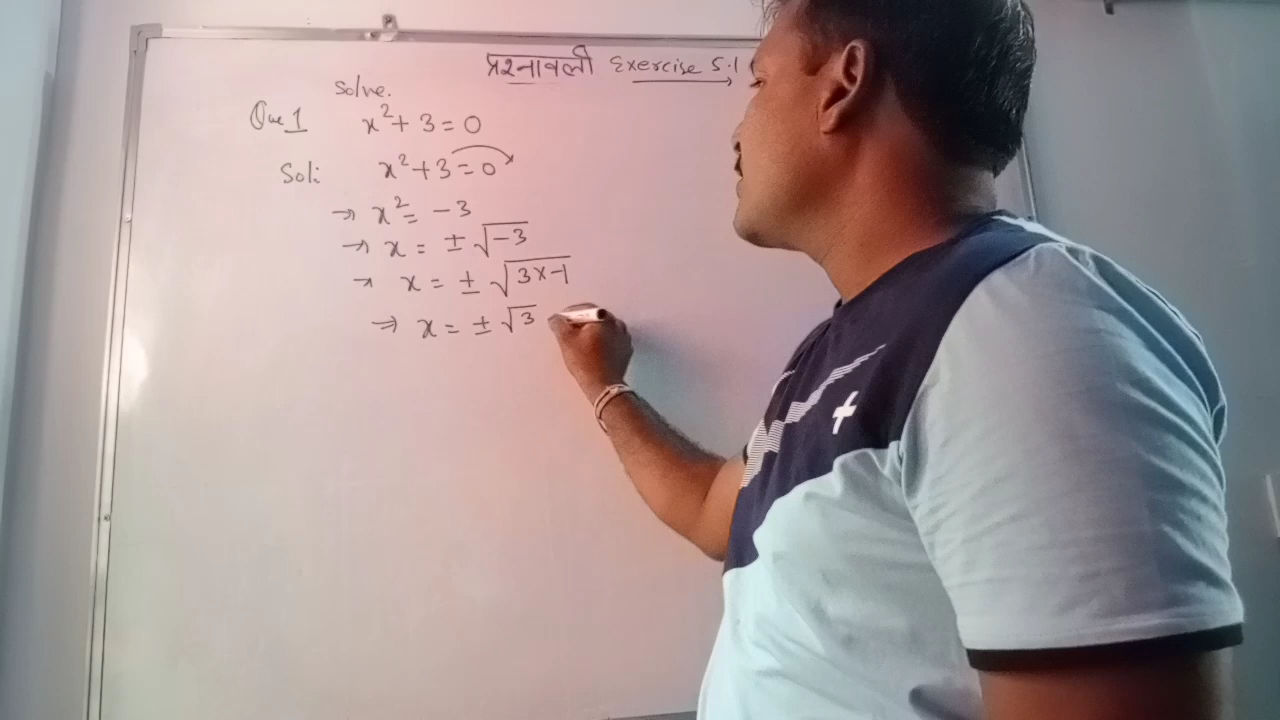 प्रश्नावली Exercise 5.1
Solve.
Que 1 x² + 3 = 0
Sol: x² + 3 = 0
→ x² = -3
→ x = ± √-3
→ x = ± √3×-1
⇒ x = ± √3